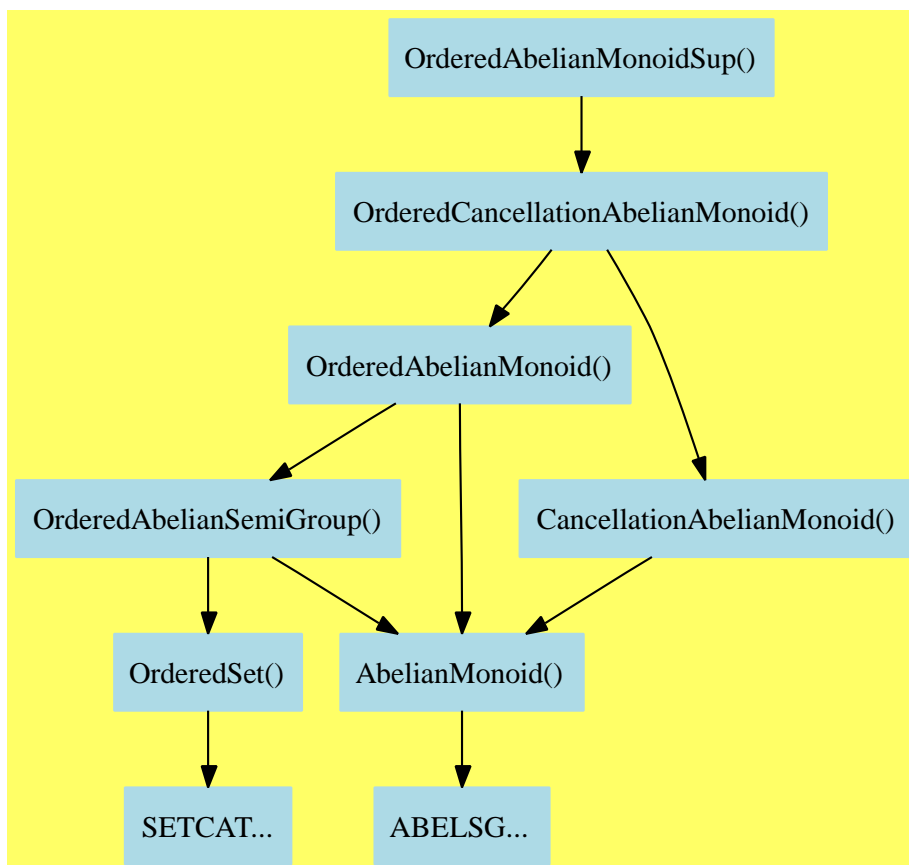 OrderedAbelianMonoidSup()
OrderedCancellationAbelianMonoid()
OrderedAbelianMonoid()
OrderedAbelianSemiGroup()
CancellationAbelianMonoid()
OrderedSet()
AbelianMonoid()
SETCAT...
ABELSG...